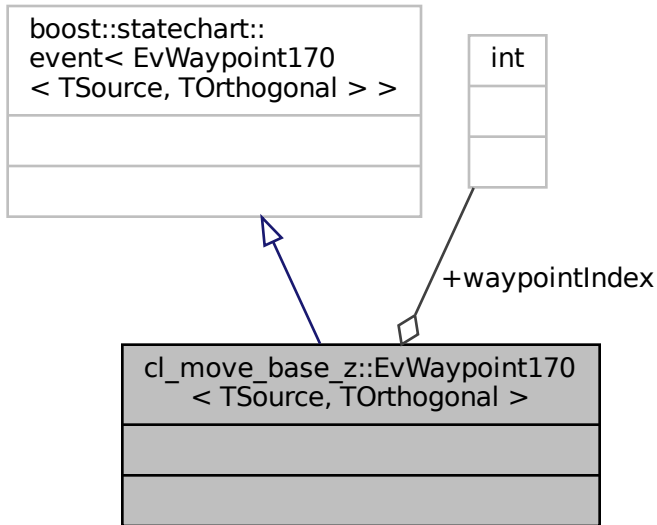 boost::statechart::
event< EvWaypoint170
< TSource, TOrthogonal > >
int
+waypointIndex
cl_move_base_z::EvWaypoint170
< TSource, TOrthogonal >